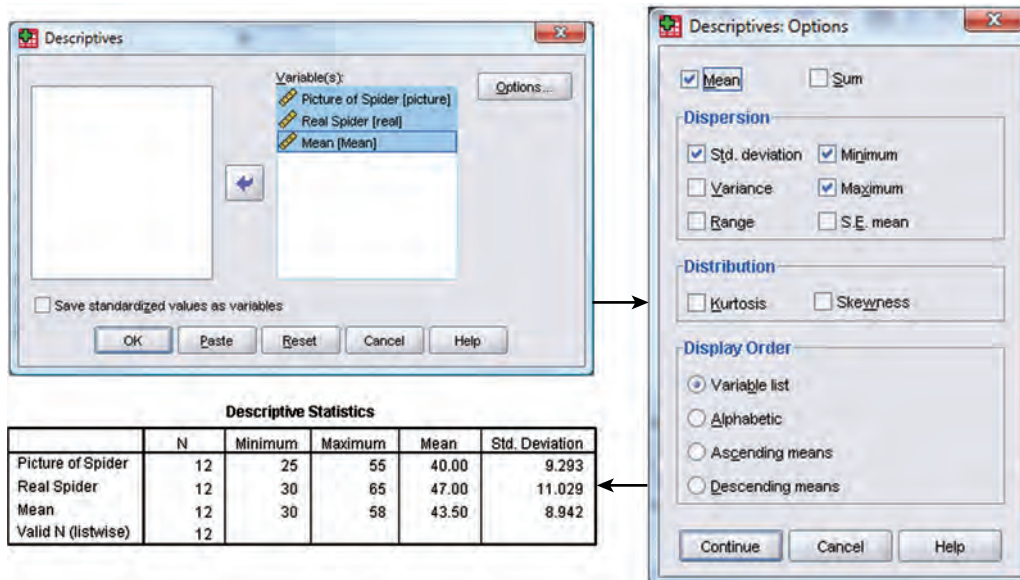 Descriptives
Variable(s):
Picture of Spider [picture]
Real Spider [real]
Mean [Mean]
Options...
Save standardized values as variables
OK Paste Reset Cancel Help
Descriptives: Options
Mean Sum
Dispersion
Std. deviation Minimum
Variance Maximum
Range S.E. mean
Distribution
Kurtosis Skewness
Display Order
Variable list
Alphabetic
Ascending means
Descending means
Continue Cancel Help
Descriptive Statistics
N Minimum Maximum Mean Std. Deviation
Picture of Spider 12 25 55 40.00 9.293
Real Spider 12 30 65 47.00 11.029
Mean 12 30 58 43.50 8.942
Valid N (listwise) 12